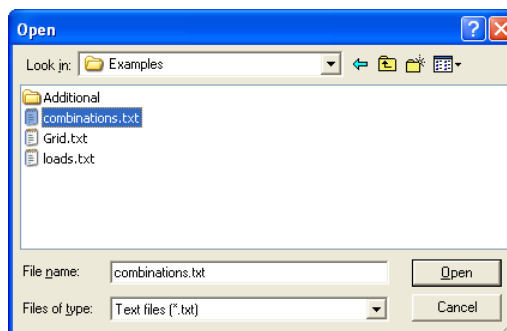 Open
Look in: Examples
Additional
combinations.txt
Grid.txt
loads.txt
File name: combinations.txt Open
Files of type: Text files (*.txt) Cancel